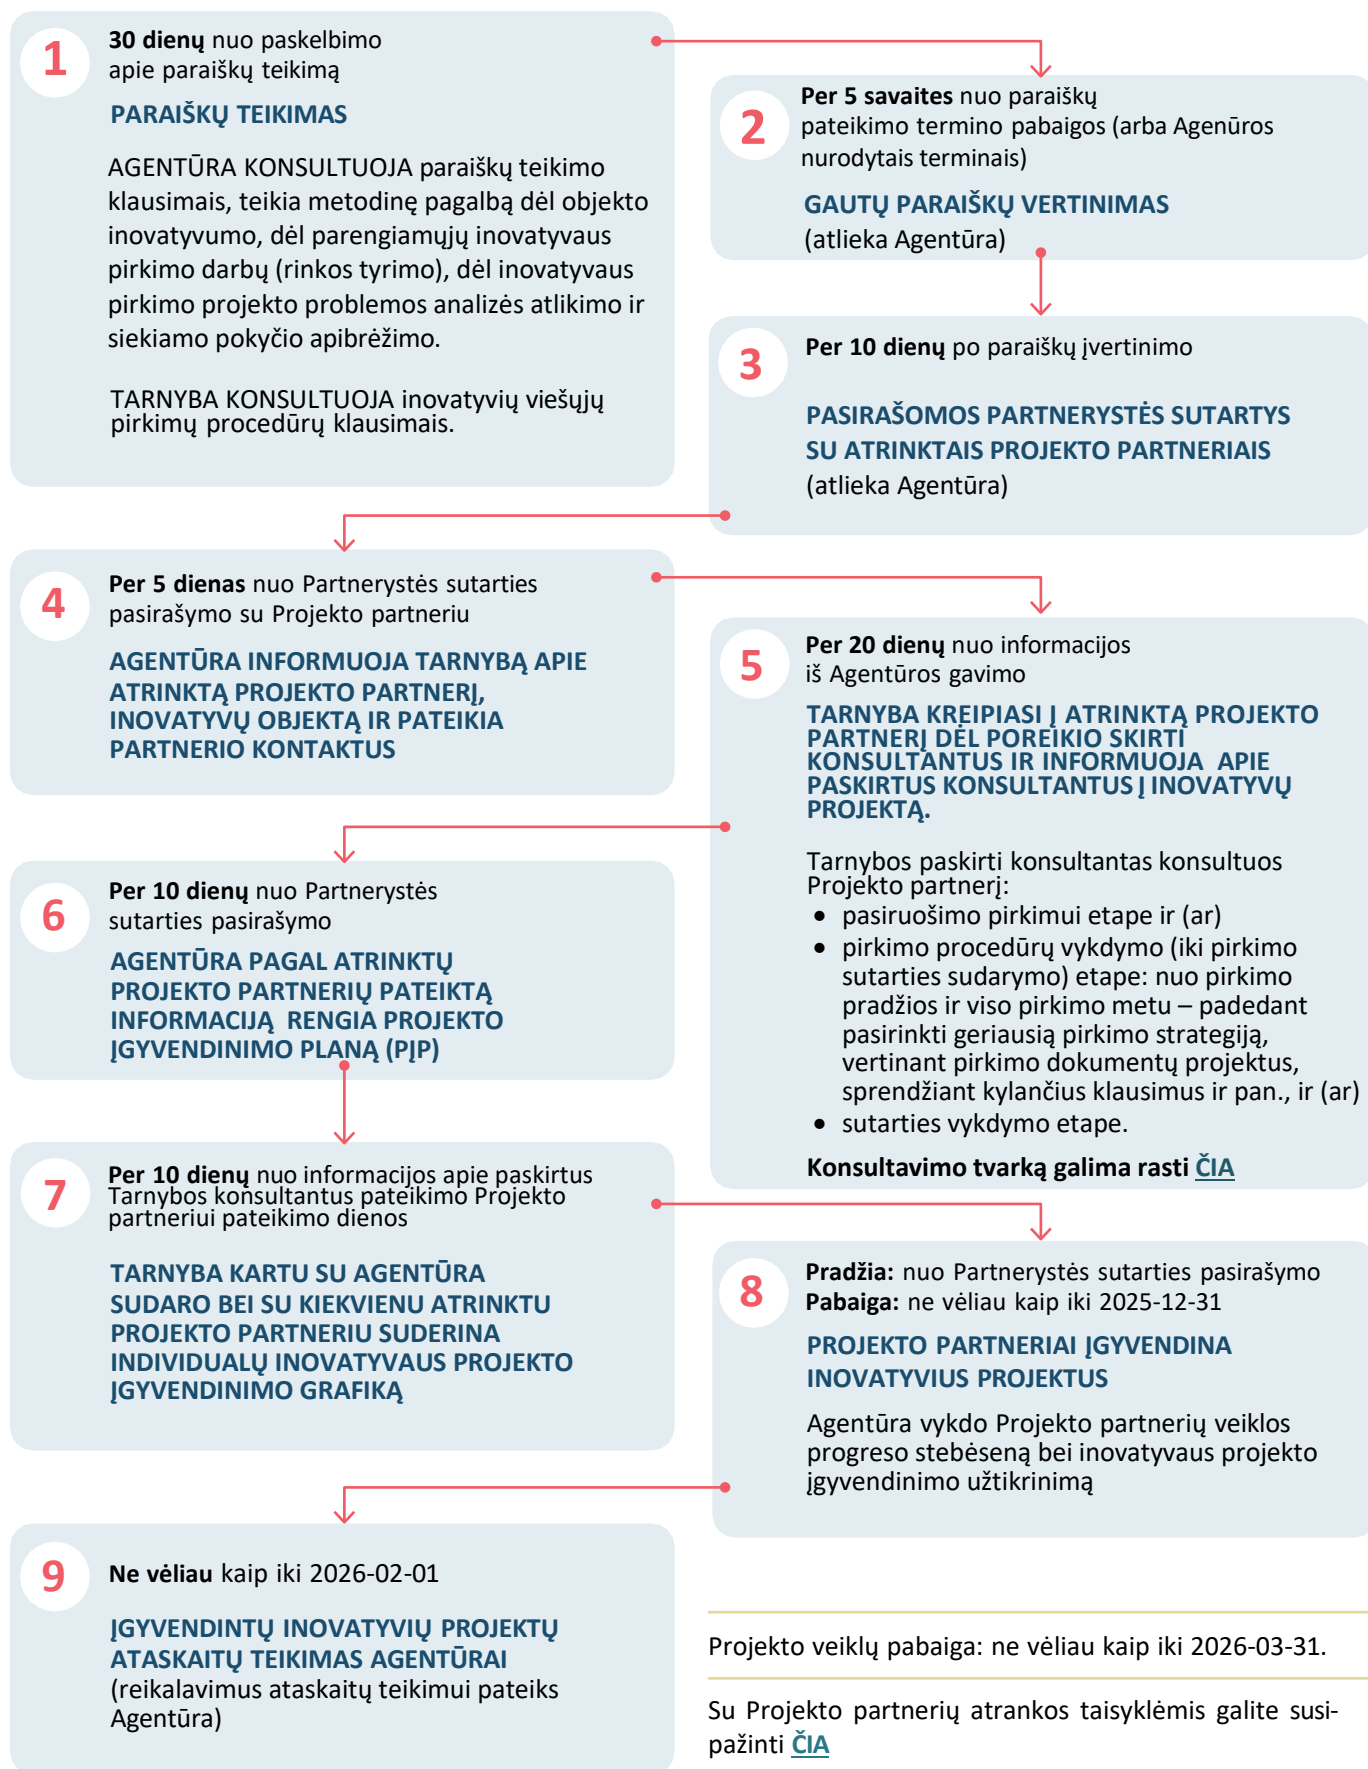 1
30 dienų nuo paskelbimo
apie paraiškų teikimą
PARAIŠKŲ TEIKIMAS
AGENTŪRA KONSULTUOJA paraiškų teikimo
klausimais, teikia metodinę pagalbą dėl objekto
inovatyvumo, dėl parengiamųjų inovatyvaus
pirkimo darbų (rinkos tyrimo), dėl inovatyvaus
pirkimo projekto problemos analizės atlikimo ir
siekiamo pokyčio apibrėžimo.
TARNYBA KONSULTUOJA inovatyvių viešųjų
pirkimų procedūrų klausimais.
2
Per 5 savaites nuo paraiškų
pateikimo termino pabaigos (arba Agenūros
nurodytais terminais)
GAUTŲ PARAIŠKŲ VERTINIMAS
(atlieka Agentūra)
3
Per 10 dienų po paraiškų įvertinimo
PASIRAŠOMOS PARTNERYSTĖS SUTARTYS
SU ATRINKTAIS PROJEKTO PARTNERIAIS
(atlieka Agentūra)
4
Per 5 dienas nuo Partnerystės sutarties
pasirašymo su Projekto partneriu
AGENTŪRA INFORMUOJA TARNYBĄ APIE
ATRINKTĄ PROJEKTO PARTNERĮ,
INOVATYVŲ OBJEKTĄ IR PATEIKIA
PARTNERIO KONTAKTUS
5
Per 20 dienų nuo informacijos
iš Agentūros gavimo
TARNYBA KREIPIASI Į ATRINKTĄ PROJEKTO
PARTNERĮ DĖL POREIKIO SKIRTI
KONSULTANTUS IR INFORMUOJA APIE
PASKIRTUS KONSULTANTUS Į INOVATYVŲ
PROJEKTĄ.
Tarnybos paskirti konsultantas konsultuos
Projekto partnerį:
• pasiruošimo pirkimui etape ir (ar)
• pirkimo procedūrų vykdymo (iki pirkimo
sutarties sudarymo) etape: nuo pirkimo
pradžios ir viso pirkimo metu – padedant
pasirinkti geriausią pirkimo strategiją,
vertinant pirkimo dokumentų projektus,
sprendžiant kylančius klausimus ir pan., ir (ar)
• sutarties vykdymo etape.
Konsultavimo tvarką galima rasti ČIA
6
Per 10 dienų nuo Partnerystės
sutarties pasirašymo
AGENTŪRA PAGAL ATRINKTŲ
PROJEKTO PARTNERIŲ PATEIKTĄ
INFORMACIJĄ RENGIA PROJEKTO
ĮGYVENDINIMO PLANĄ (PĮP)
7
Per 10 dienų nuo informacijos apie paskirtus
Tarnybos konsultantus pateikimo Projekto
partneriui pateikimo dienos
TARNYBA KARTU SU AGENTŪRA
SUDARO BEI SU KIEKVIENU ATRINKTU
PROJEKTO PARTNERIU SUDERINA
INDIVIDUALŲ INOVATYVAUS PROJEKTO
ĮGYVENDINIMO GRAFIKĄ
8
Pradžia: nuo Partnerystės sutarties pasirašymo
Pabaiga: ne vėliau kaip iki 2025-12-31
PROJEKTO PARTNERIAI ĮGYVENDINA
INOVATYVIUS PROJEKTUS
Agentūra vykdo Projekto partnerių veiklos
progreso stebėseną bei inovatyvaus projekto
įgyvendinimo užtikrinimą
9
Ne vėliau kaip iki 2026-02-01
ĮGYVENDINTŲ INOVATYVIŲ PROJEKTŲ
ATASKAITŲ TEIKIMAS AGENTŪRAI
(reikalavimus ataskaitų teikimui pateiks
Agentūra)
Projekto veiklų pabaiga: ne vėliau kaip iki 2026-03-31.
Su Projekto partnerių atrankos taisyklėmis galite susi-
pažinti ČIA